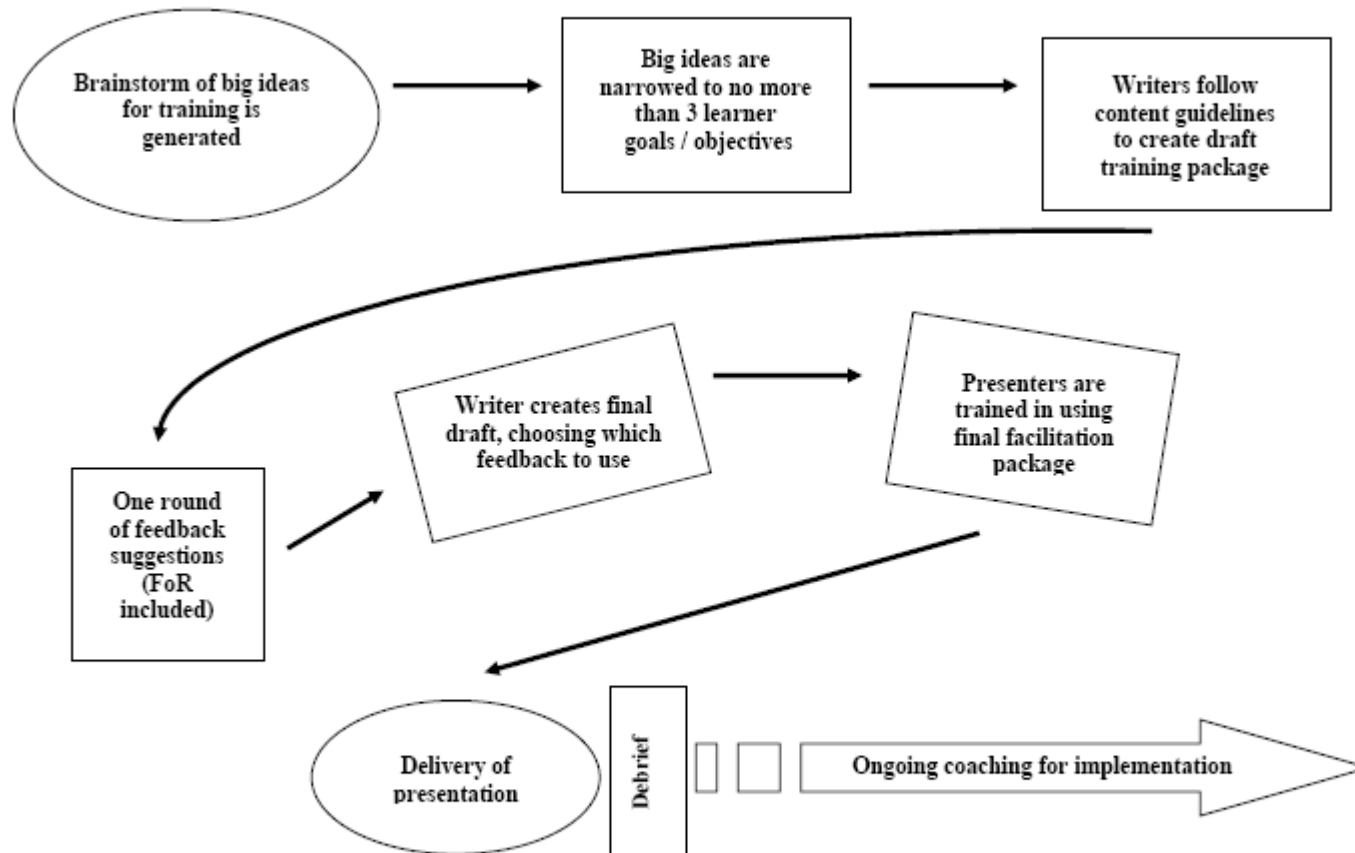 Brainstorm of big ideas
for training is
generated
Big ideas are
narrowed to no more
than 3 learner
goals / objectives
Writers follow
content guidelines
to create draft
training package
One round
of feedback
suggestions
(FoR
included)
Writer creates final
draft, choosing which
feedback to use
Presenters are
trained in using
final facilitation
package
Delivery of
presentation
Debrief
Ongoing coaching for implementation